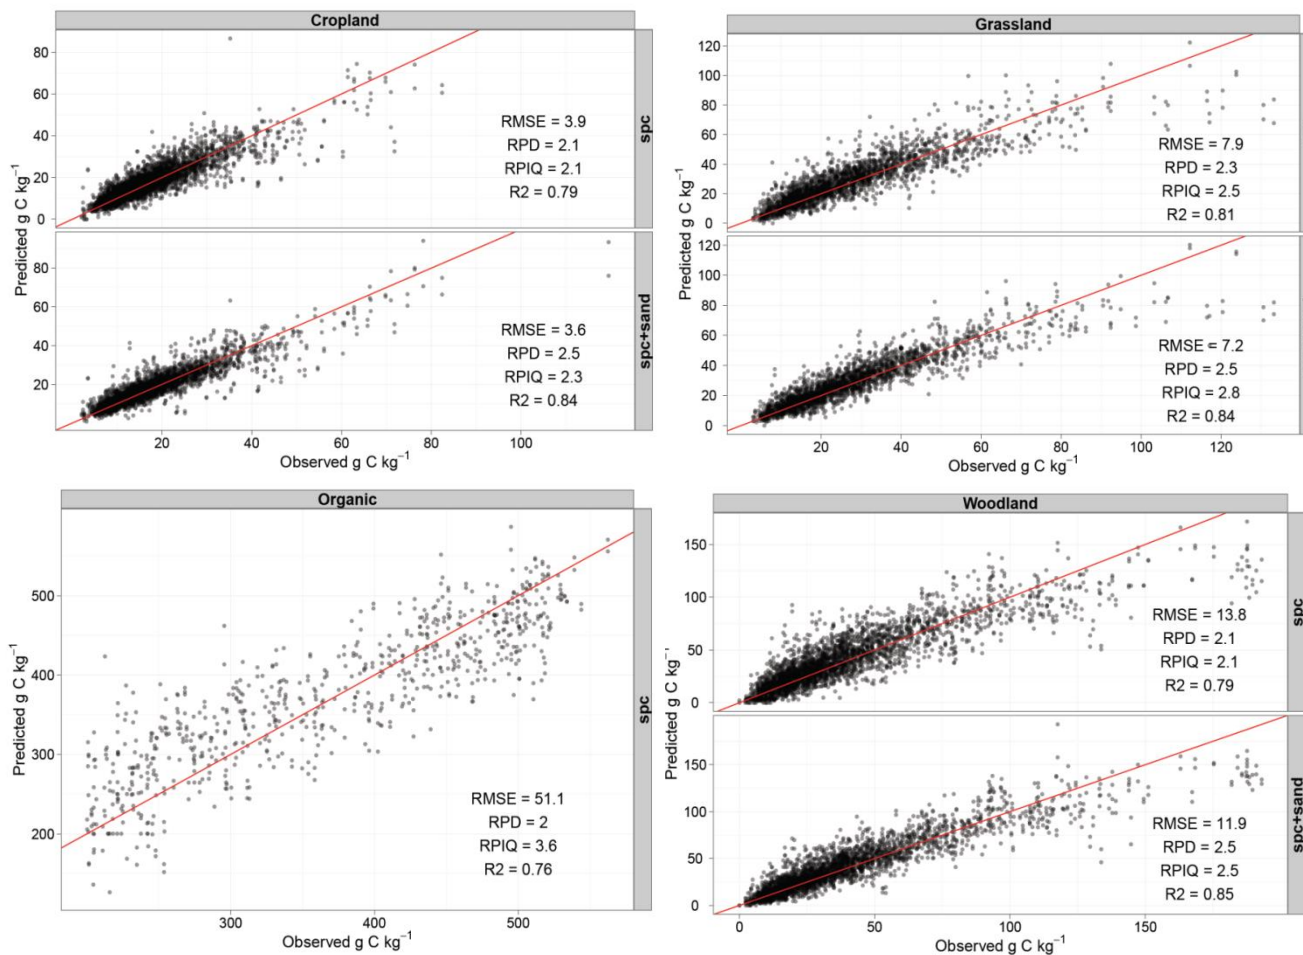 Cropland
80
60
40
20
0
spc
RMSE = 3.9
RPD = 2.1
RPIQ = 2.1
R2 = 0.79
Predicted g C kg⁻¹
80
60
40
20
spc+sand
RMSE = 3.6
RPD = 2.5
RPIQ = 2.3
R2 = 0.84
20 40 60 80 100
Observed g C kg⁻¹
Grassland
120
100
80
60
40
20
0
spc
RMSE = 7.9
RPD = 2.3
RPIQ = 2.5
R2 = 0.81
Predicted g C kg⁻¹
120
100
80
60
40
20
0
RMSE = 7.2
RPD = 2.5
RPIQ = 2.8
R2 = 0.84
20 40 60 80 100 120
Observed g C kg⁻¹
Organic
500
400
300
200
spc
Predicted g C kg⁻¹
RMSE = 51.1
RPD = 2
RPIQ = 3.6
R2 = 0.76
300 400 500
Observed g C kg⁻¹
Woodland
150
100
50
0
spc
RMSE = 13.8
RPD = 2.1
RPIQ = 2.1
R2 = 0.79
Predicted g C kg⁻¹
150
100
50
0
spc+sand
RMSE = 11.9
RPD = 2.5
RPIQ = 2.5
R2 = 0.85
0 50 100 150
Observed g C kg⁻¹